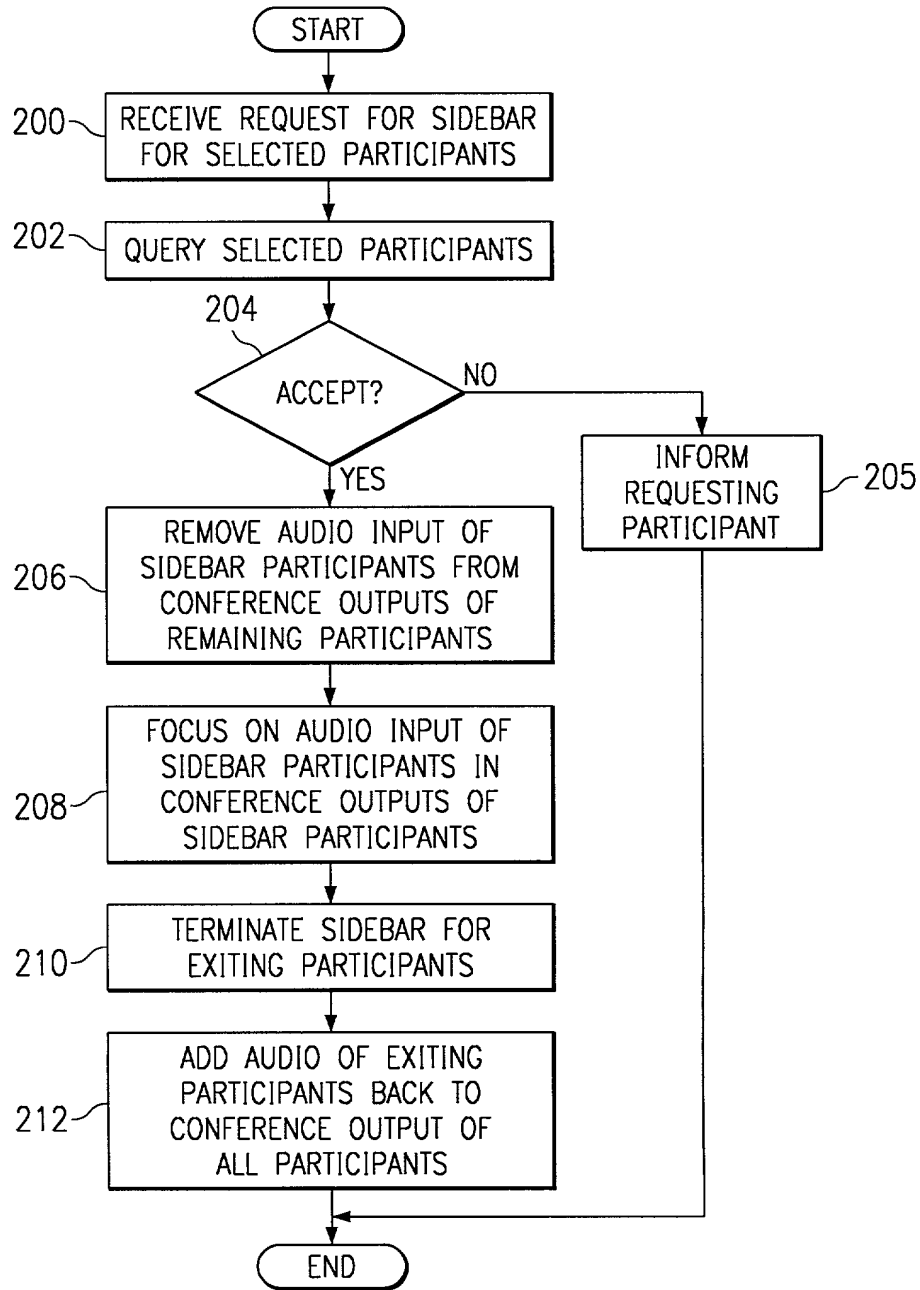 START
200
RECEIVE REQUEST FOR SIDEBAR
FOR SELECTED PARTICIPANTS
202
QUERY SELECTED PARTICIPANTS
204
ACCEPT?
NO
YES
INFORM
REQUESTING
PARTICIPANT
205
206
REMOVE AUDIO INPUT OF
SIDEBAR PARTICIPANTS FROM
CONFERENCE OUTPUTS OF
REMAINING PARTICIPANTS
208
FOCUS ON AUDIO INPUT OF
SIDEBAR PARTICIPANTS IN
CONFERENCE OUTPUTS OF
SIDEBAR PARTICIPANTS
210
TERMINATE SIDEBAR FOR
EXITING PARTICIPANTS
212
ADD AUDIO OF EXITING
PARTICIPANTS BACK TO
CONFERENCE OUTPUT OF
ALL PARTICIPANTS
END